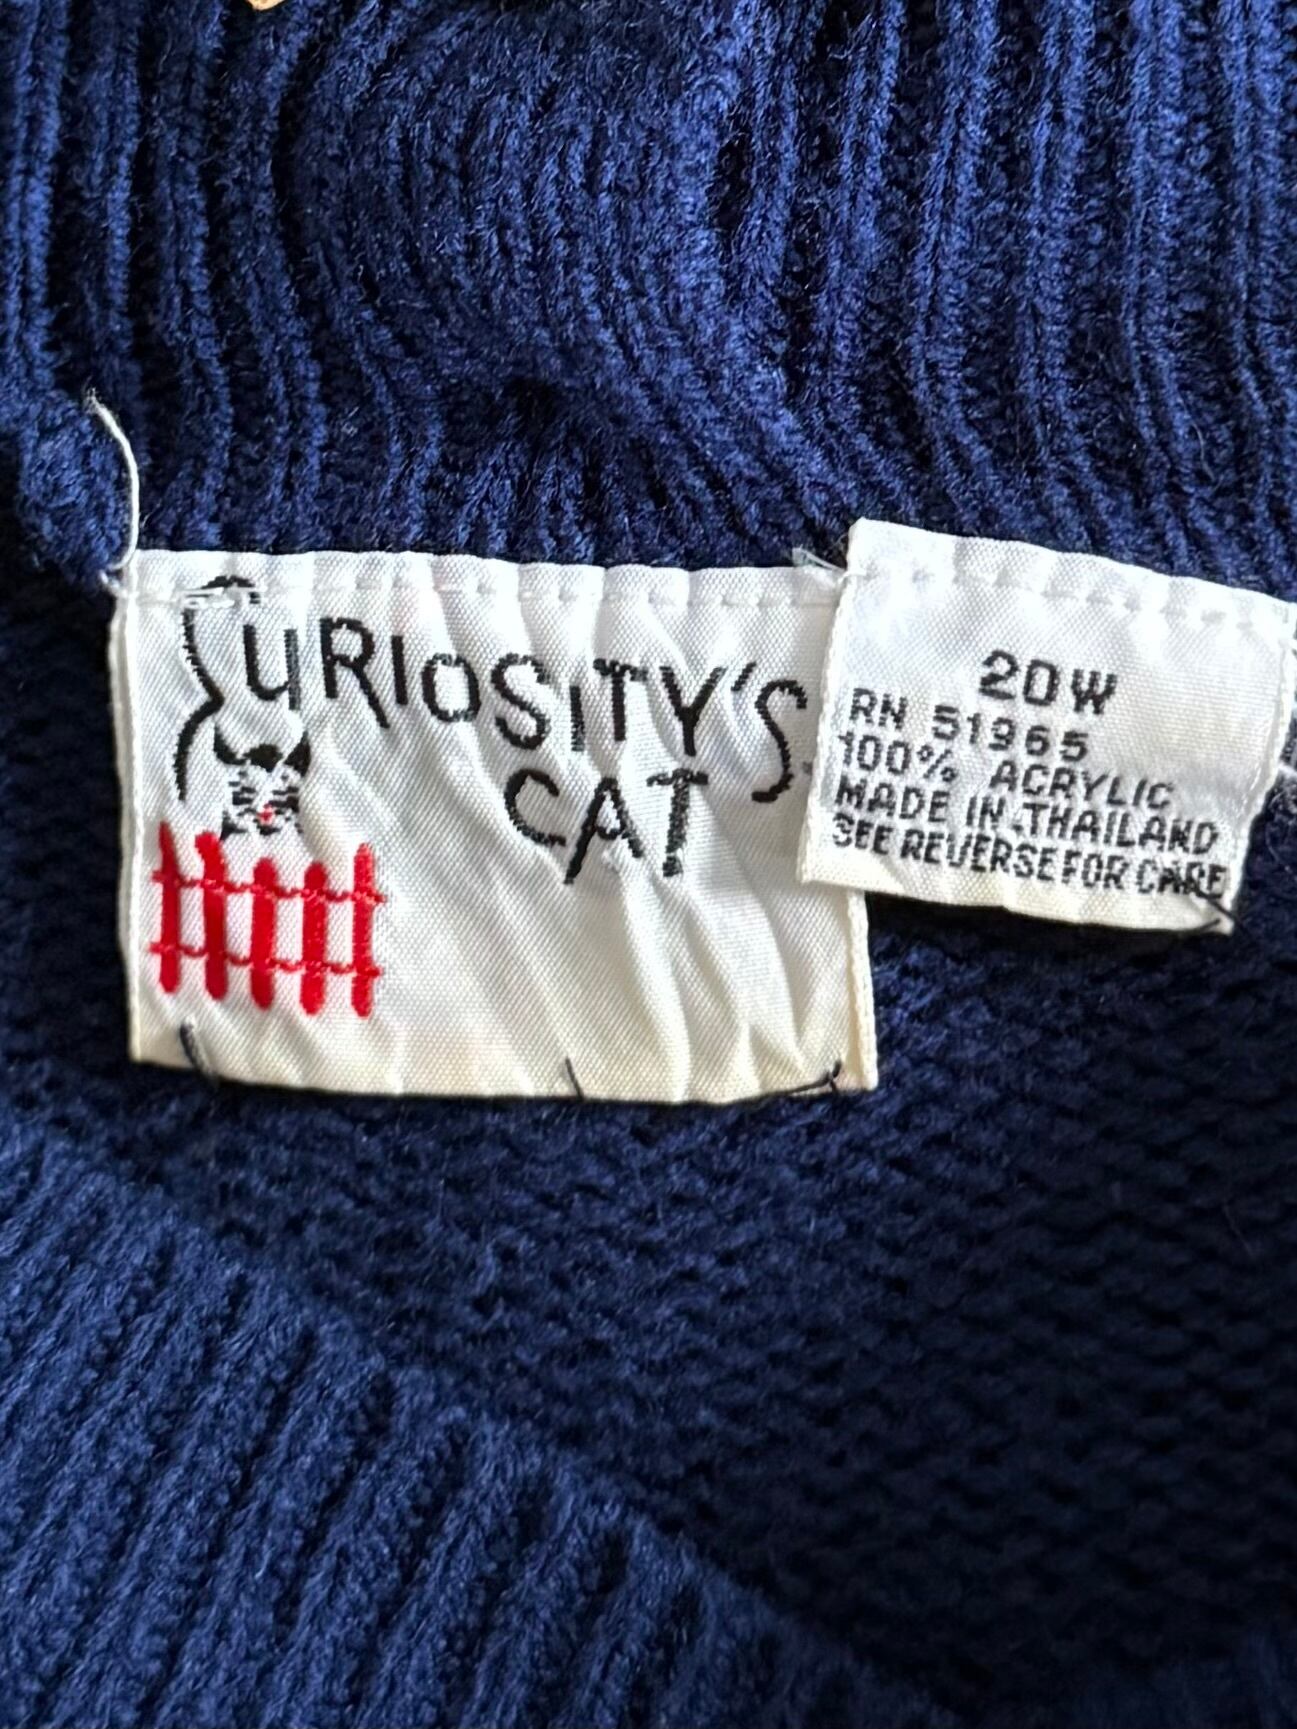 CURIOSITY'S
CAT
20W
RN 51965
100% ACRYLIC
MADE IN THAILAND
SEE REVERSE FOR CARE